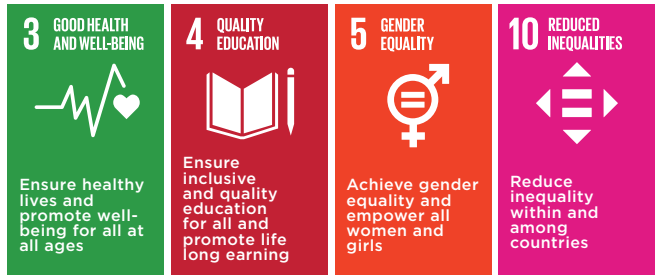 3 GOOD HEALTH
AND WELL-BEING
Ensure healthy
lives and
promote well-
being for all at
all ages
4 QUALITY
EDUCATION
Ensure
inclusive
and quality
education
for all and
promote life
long earning
5 GENDER
EQUALITY
Achieve gender
equality and
empower all
women and
girls
10 REDUCED
INEQUALITIES
Reduce
inequality
within and
among
countries